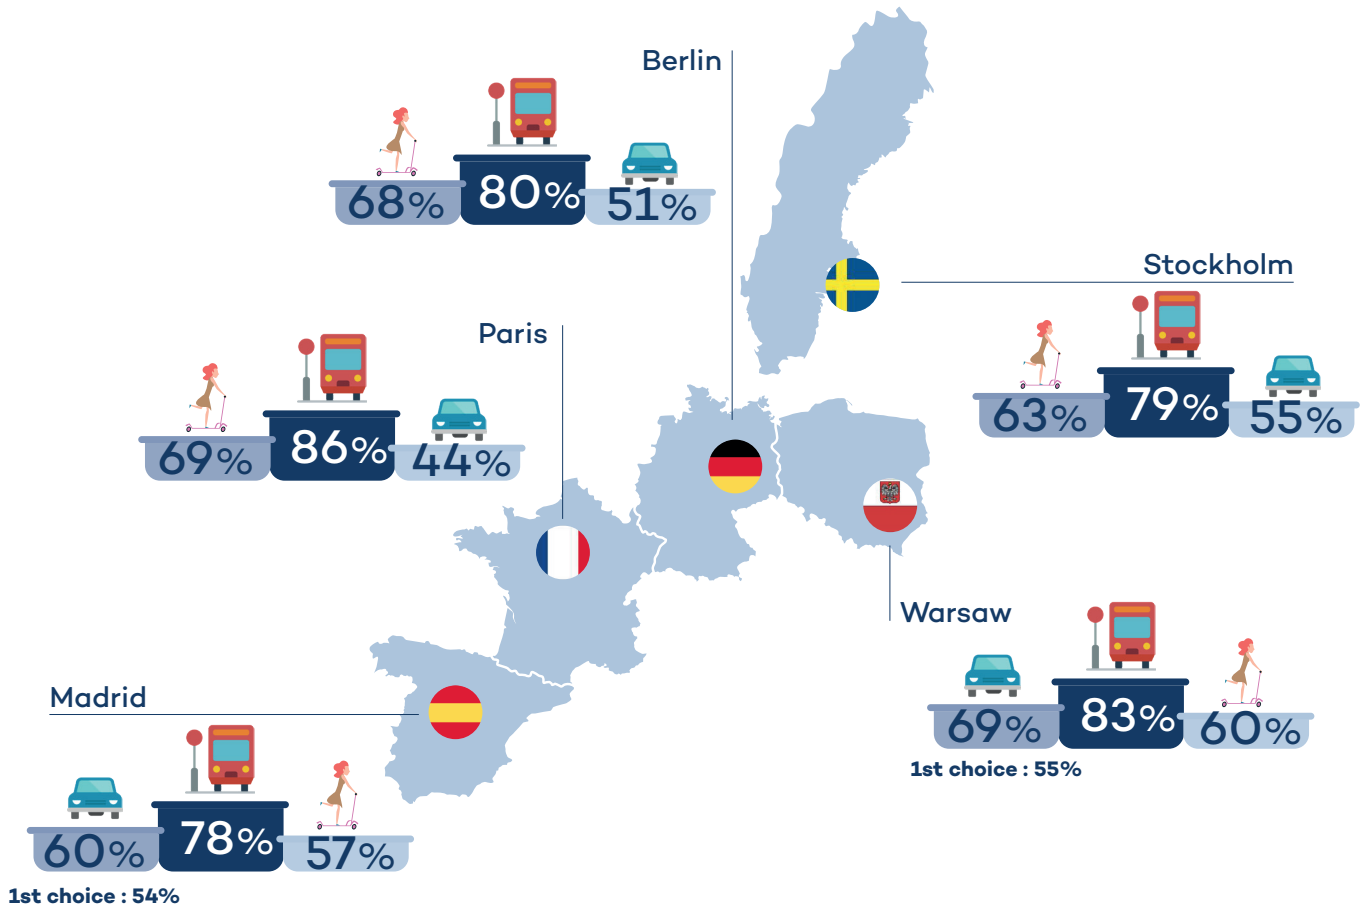 Berlin
68%
80%
51%
Stockholm
63%
79%
55%
Paris
69%
86%
44%
Warsaw
69%
83%
60%
1st choice : 55%
Madrid
60%
78%
57%
1st choice : 54%